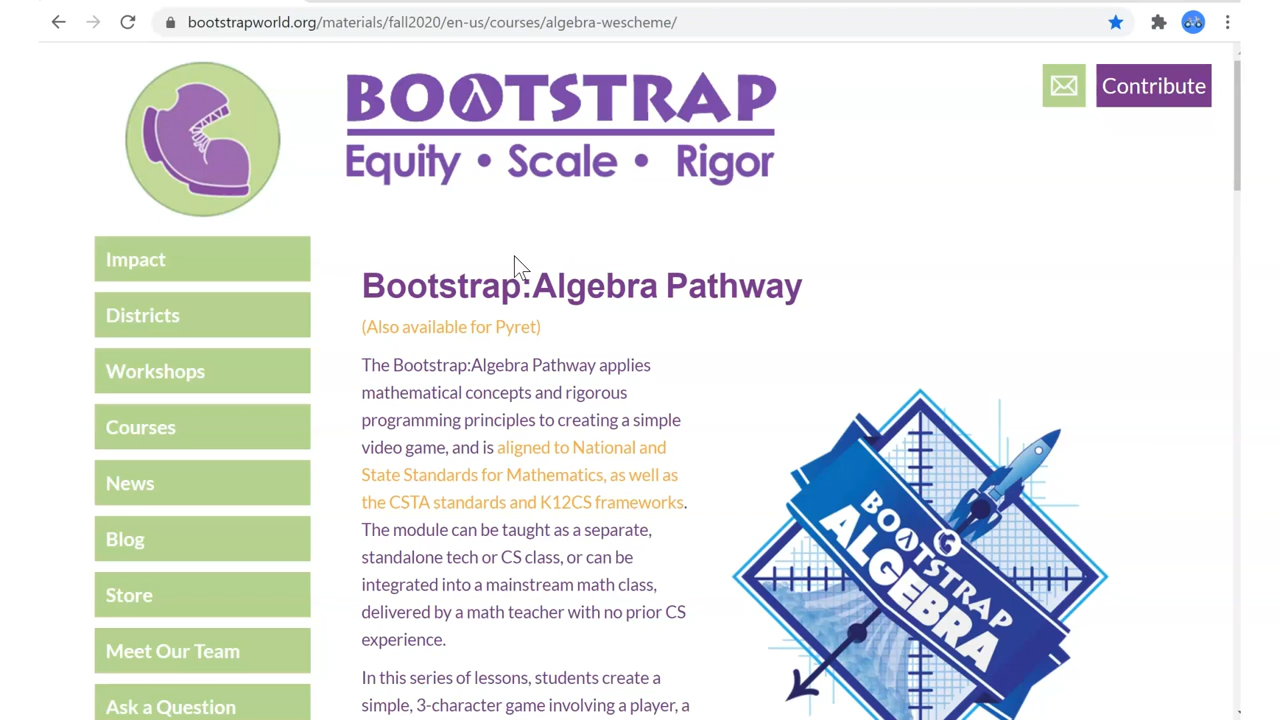 bootstrapworld.org/materials/fall2020/en-us/courses/algebra-wescheme/
BOOTSTRAP
Equity • Scale • Rigor
Contribute
Impact
Districts
Workshops
Courses
News
Blog
Store
Meet Our Team
Ask a Question
Bootstrap:Algebra Pathway
(Also available for Pyret)
The Bootstrap:Algebra Pathway applies
mathematical concepts and rigorous
programming principles to creating a simple
video game, and is aligned to National and
State Standards for Mathematics, as well as
the CSTA standards and K12CS frameworks.
The module can be taught as a separate,
standalone tech or CS class, or can be
integrated into a mainstream math class,
delivered by a math teacher with no prior CS
experience.
In this series of lessons, students create a
simple, 3-character game involving a player, a
BOOTSTRAP
ALGEBRA